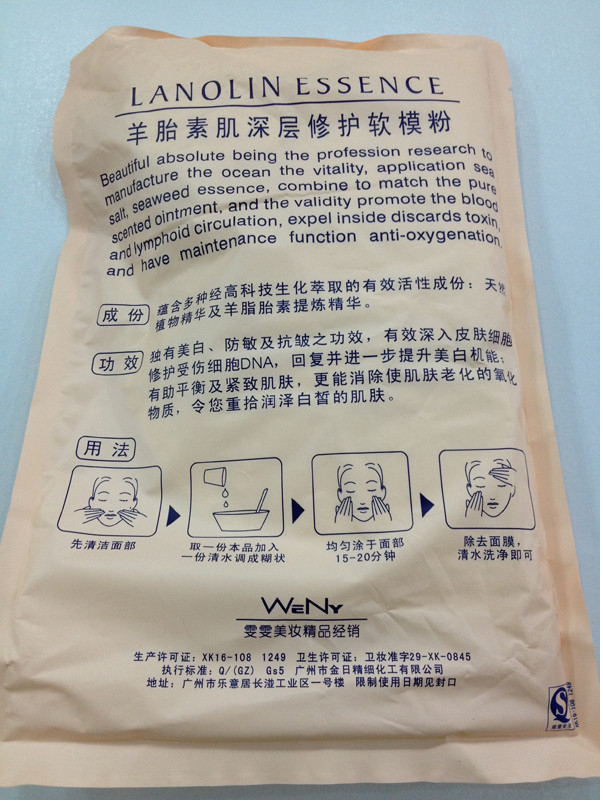 LANOLIN ESSENCE
羊胎素肌深层修护软模粉
Beautiful absolute being the profession research to
manufacture the ocean the vitality, application sea
salt, seaweed essence, combine to match the pure
scented ointment, and the validity promote the blood
and lymphoid circulation, expel inside discards toxin,
and have maintenance function anti-oxygenation.
成份
蕴含多种经高科技生化萃取的有效活性成份：天然
植物精华及羊脂胎素提炼精华。
功效
独有美白、防敏及抗皱之功效，有效深入皮肤细胞
修护受伤细胞DNA，回复并进一步提升美白机能；
有助平衡及紧致肌肤，更能消除使肌肤老化的氧化
物质，令您重拾润泽白皙的肌肤。
用法
先清洁面部
取一份本品加入
一份清水调成糊状
均匀涂于面部
15-20分钟
除去面膜，
清水洗净即可
WENY
雯雯美妆精品经销
生产许可证：XK16-108 1249 卫生许可证：卫妆准字29-XK-0845
执行标准：Q/(GZ) Gs5 广州市金日精细化工有限公司
地址：广州市乐意居长湴工业区一号楼 限制使用日期见封口
XK16-108 1249